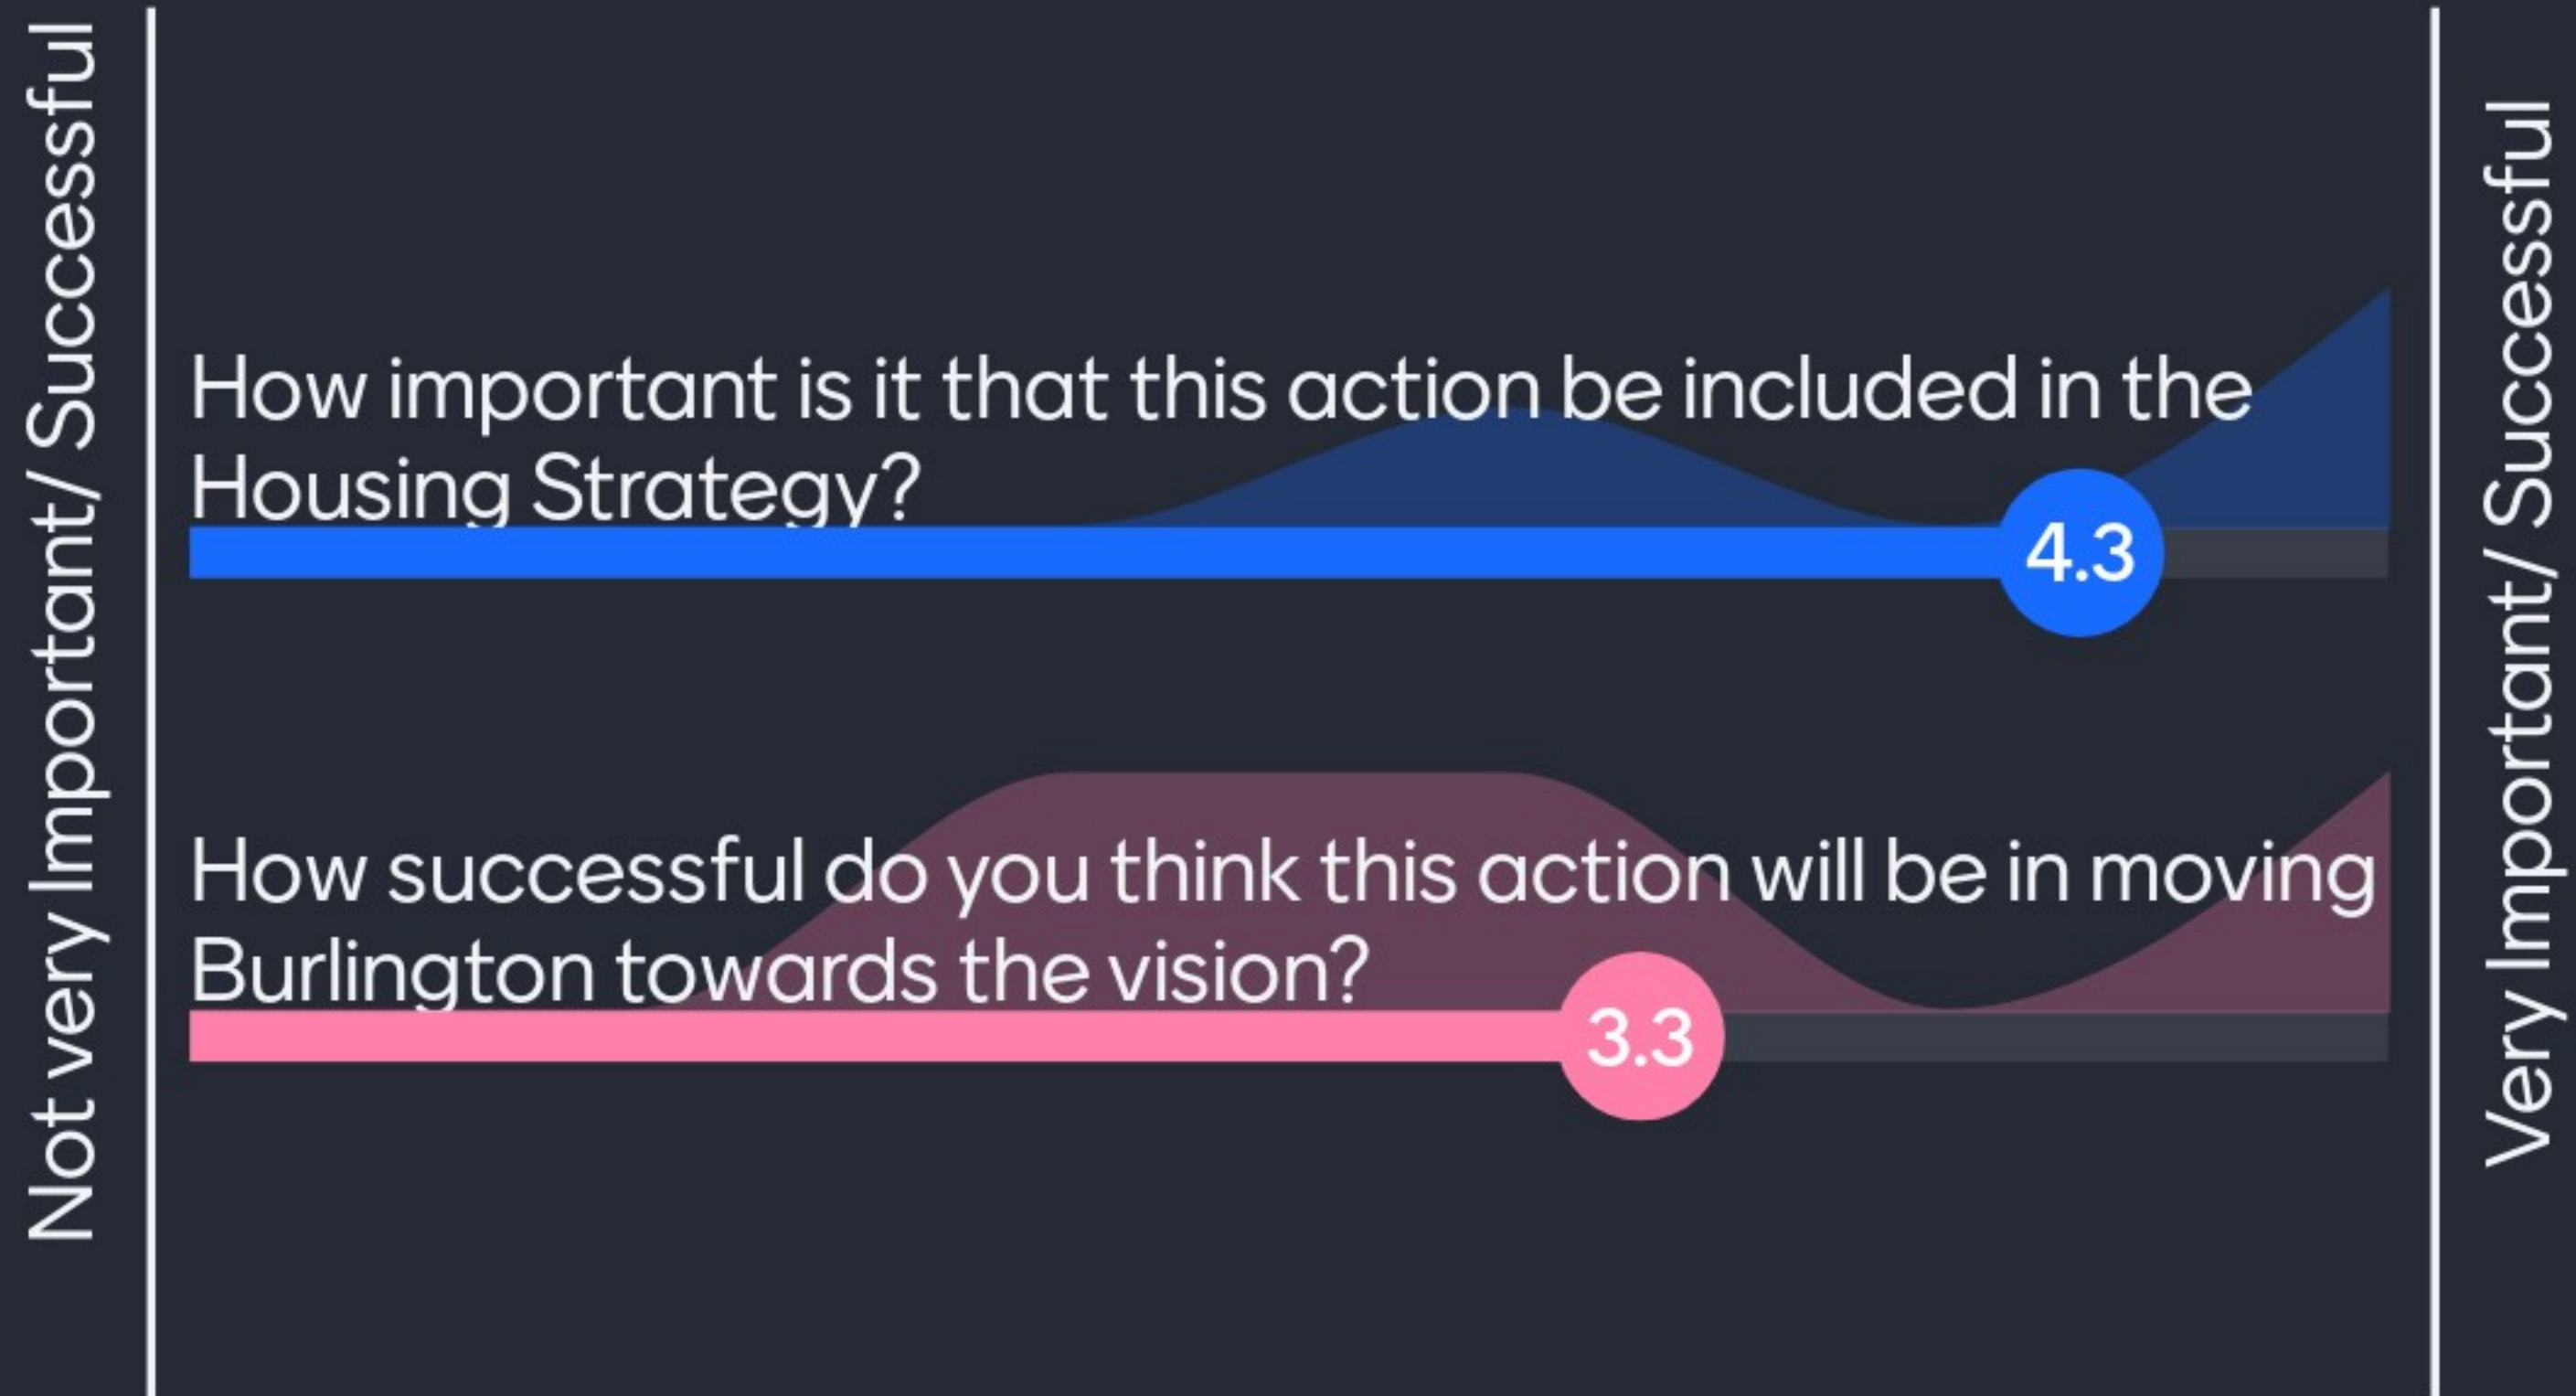 Not very Important/ Successful
How important is it that this action be included in the
Housing Strategy?
4.3
How successful do you think this action will be in moving
Burlington towards the vision?
3.3
Very Important/ Successful